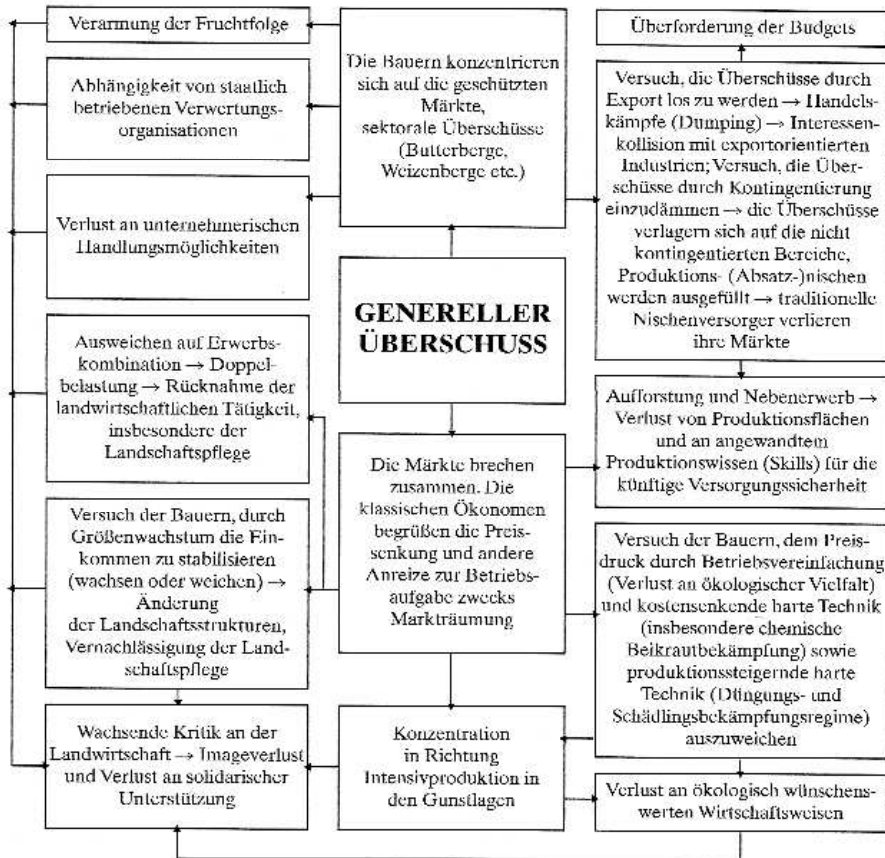 Verarmung der Fruchtfolge
Abhängigkeit von staatlich
betriebenen Verwertungs-
organisationen
Verlust an unternehmerischen
Handlungsmöglichkeiten
Ausweichen auf Erwerbs-
kombination → Doppel-
belastung → Rücknahme der
landwirtschaftlichen Tätigkeit,
insbesondere der
Landschaftspflege
Versuch der Bauern, durch
Größenwachstum die Ein-
kommen zu stabilisieren
(wachsen oder weichen) →
Änderung
der Landschaftsstrukturen,
Vernachlässigung der Land-
schaftspflege
Wachsende Kritik an der
Landwirtschaft → Imageverlust
und Verlust an solidarischer
Unterstützung
Die Bauern konzentrieren
sich auf die geschützten
Märkte,
sektorale Überschüsse
(Butterberge,
Weizenberge etc.)
GENERELLER
ÜBERSCHUSS
Die Märkte brechen
zusammen. Die
klassischen Ökonomen
begrüßen die Preis-
senkung und andere
Anreize zur Betriebs-
aufgabe zwecks
Markträumung
Konzentration
in Richtung
Intensivproduktion in
den Gunstlagen
Überforderung der Budgets
Versuch, die Überschüsse durch
Export los zu werden → Handels-
kämpfe (Dumping) → Interessen-
kollision mit exportorientierten
Industrien; Versuch, die Über-
schüsse durch Kontingentierung
einzudämmen → die Überschüsse
verlagern sich auf die nicht
kontingentierten Bereiche,
Produktions- (Absatz-)nischen
werden ausgefüllt → traditionelle
Nischenversorger verlieren
ihre Märkte
Aufforstung und Nebenerwerb →
Verlust von Produktionsflächen
und an angewandtem
Produktionswissen (Skills) für die
künftige Versorgungssicherheit
Versuch der Bauern, dem Preis-
druck durch Betriebsvereinfachung
(Verlust an ökologischer Vielfalt)
und kostensenkende harte Technik
(insbesondere chemische
Beikrautbekämpfung) sowie
produktionssteigernde harte
Technik (Düngungs- und
Schädlingsbekämpfungsregime)
auszuweichen
Verlust an ökologisch wünschens-
werten Wirtschaftsweisen